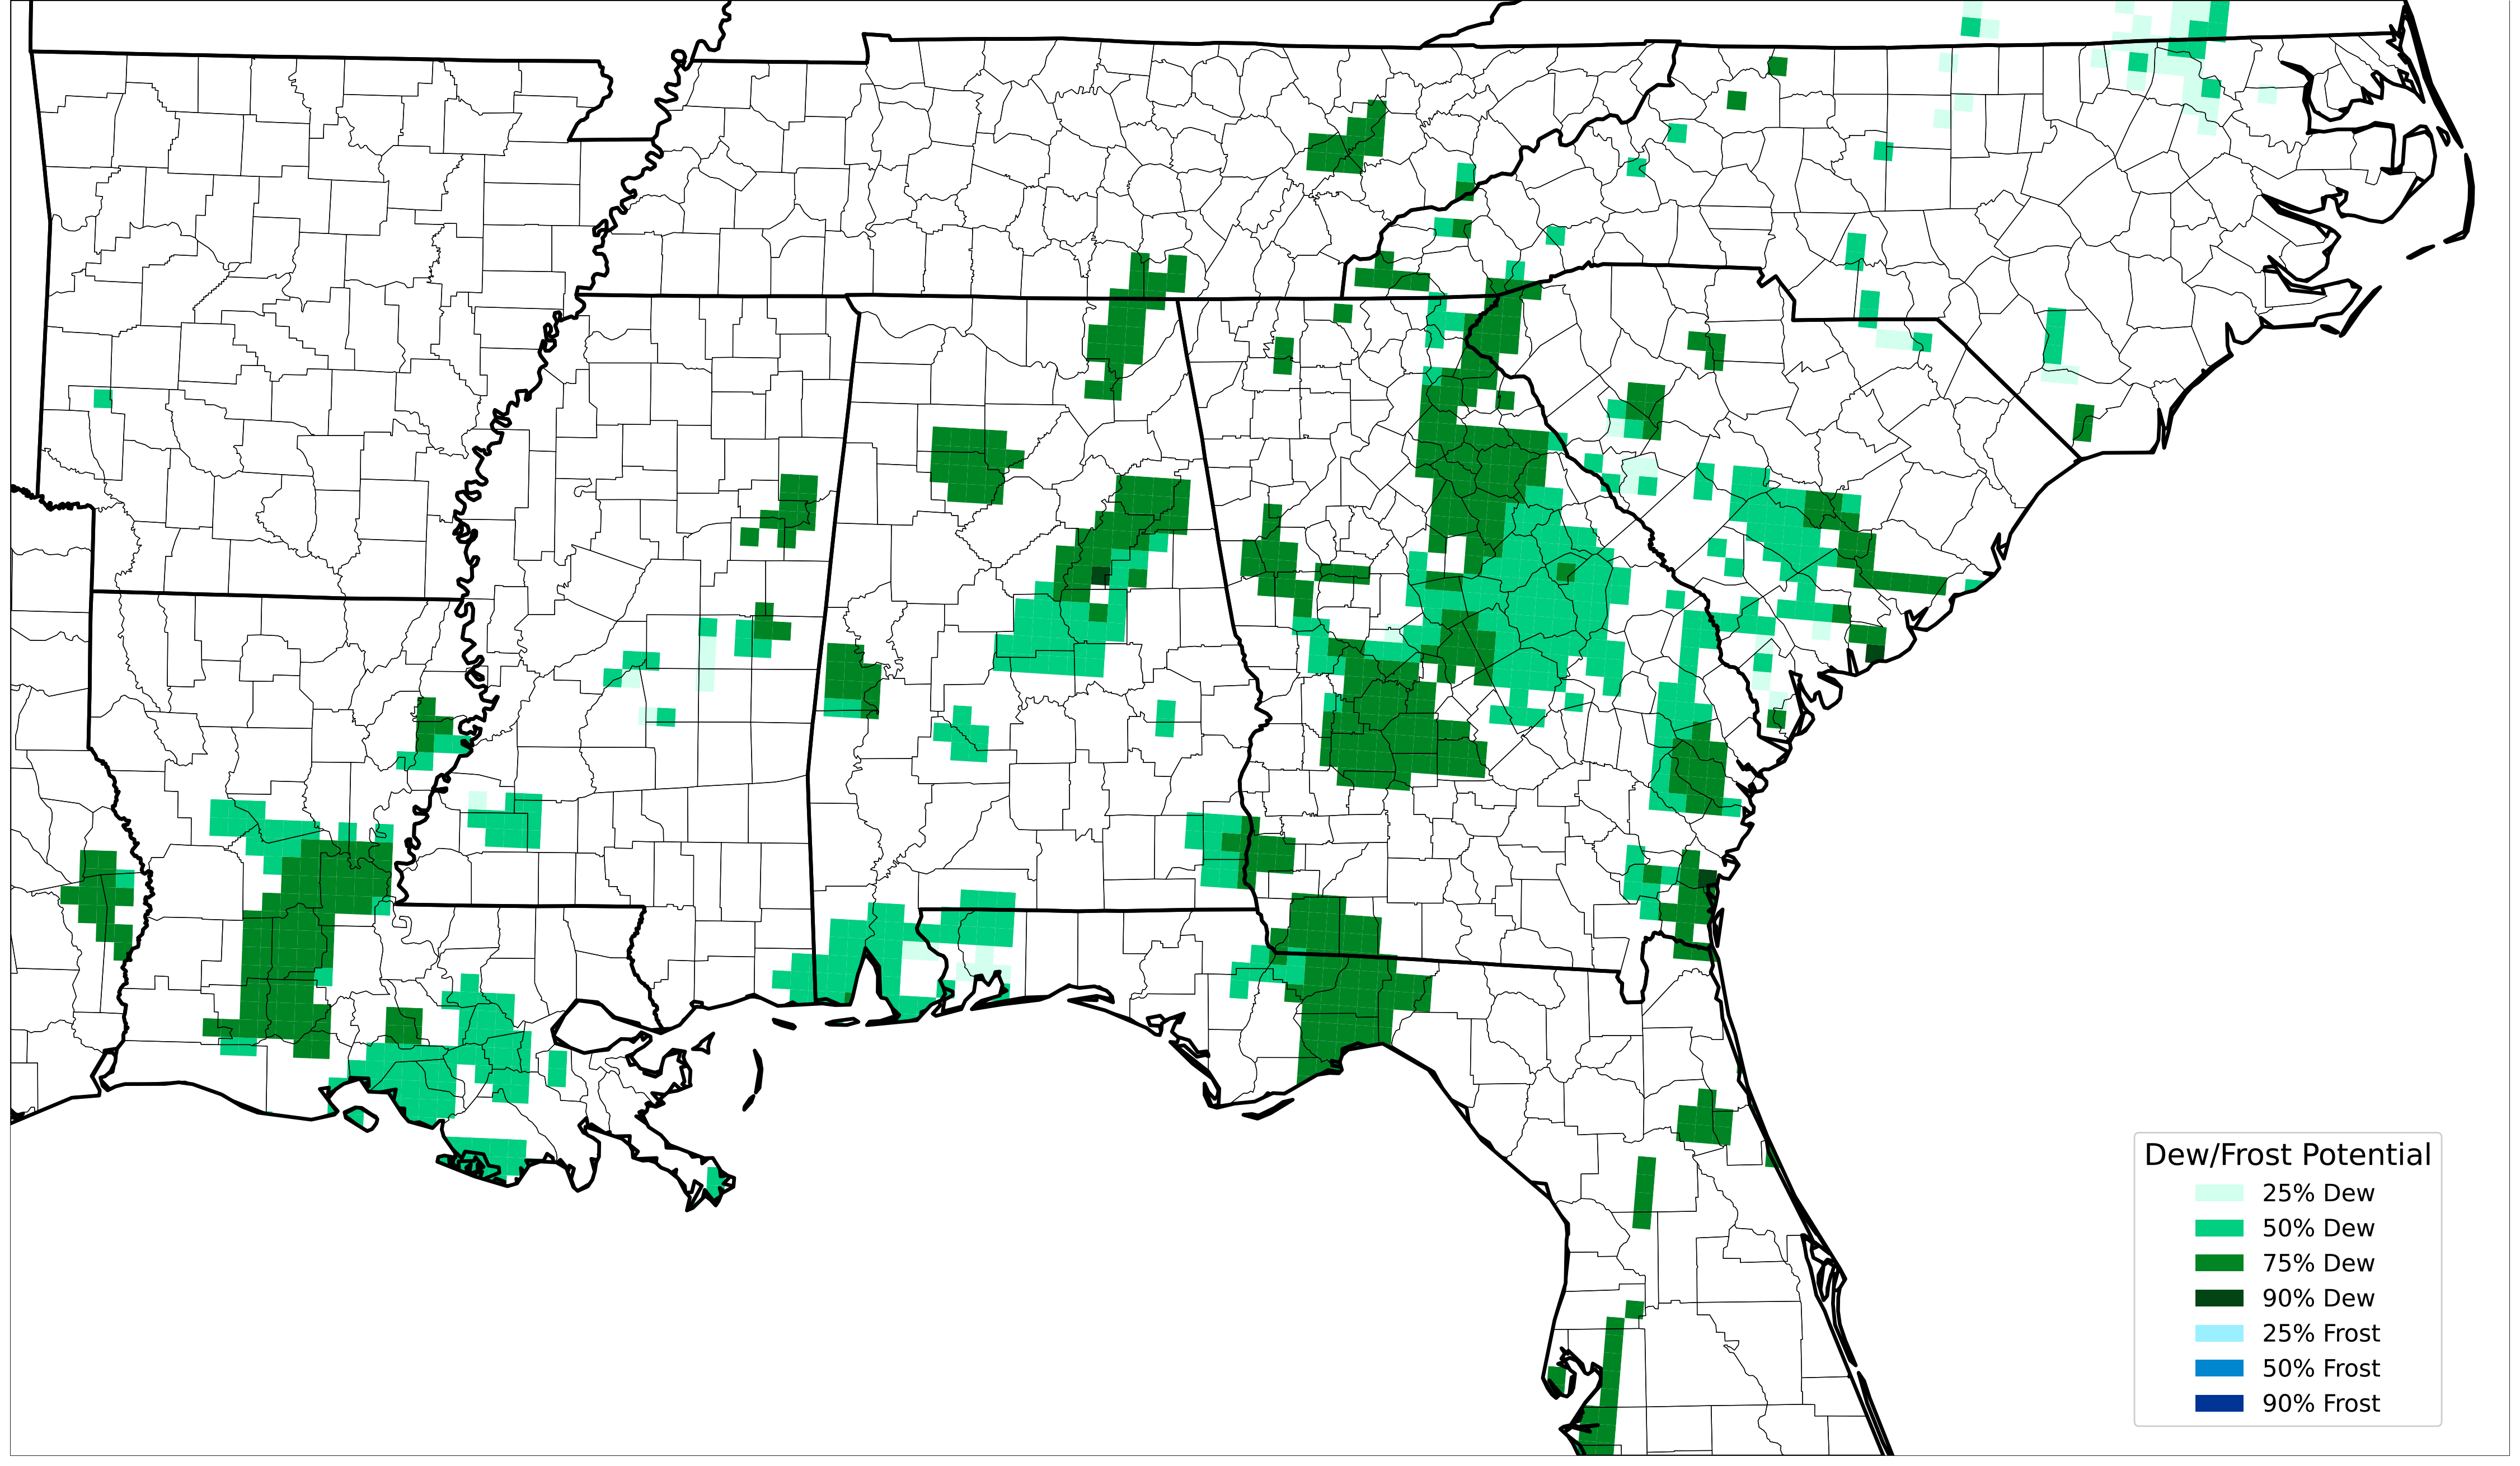 Dew/Frost Potential
25% Dew
50% Dew
75% Dew
90% Dew
25% Frost
50% Frost
90% Frost